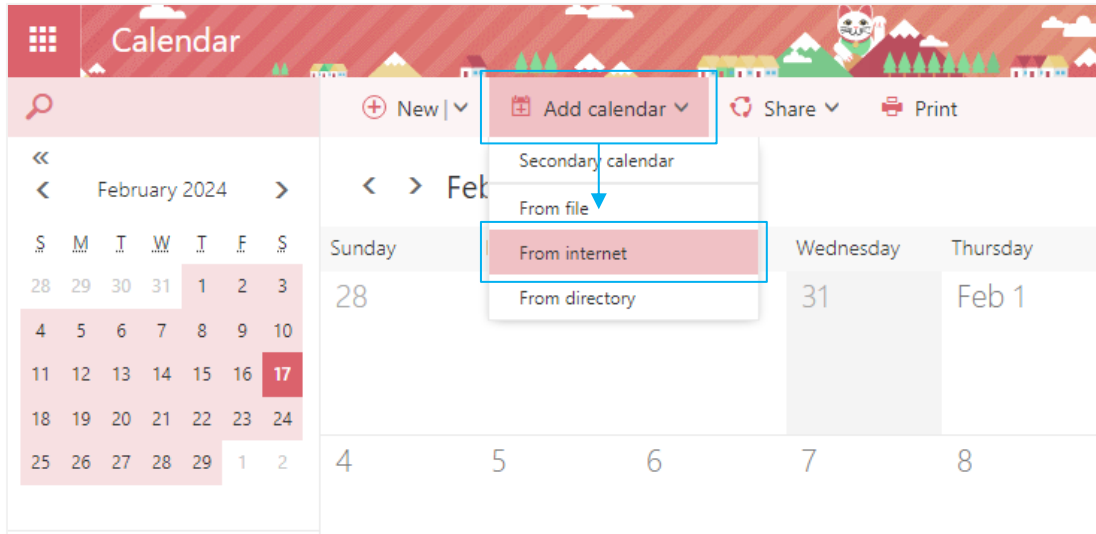 Calendar
New
Add calendar
Share
Print
Secondary calendar
From file
From internet
From directory
February 2024
S M T W T F S
28 29 30 31 1 2 3
4 5 6 7 8 9 10
11 12 13 14 15 16 17
18 19 20 21 22 23 24
25 26 27 28 29 1 2
Feb
Sunday Wednesday Thursday
28 31 Feb 1
4 5 6 7 8